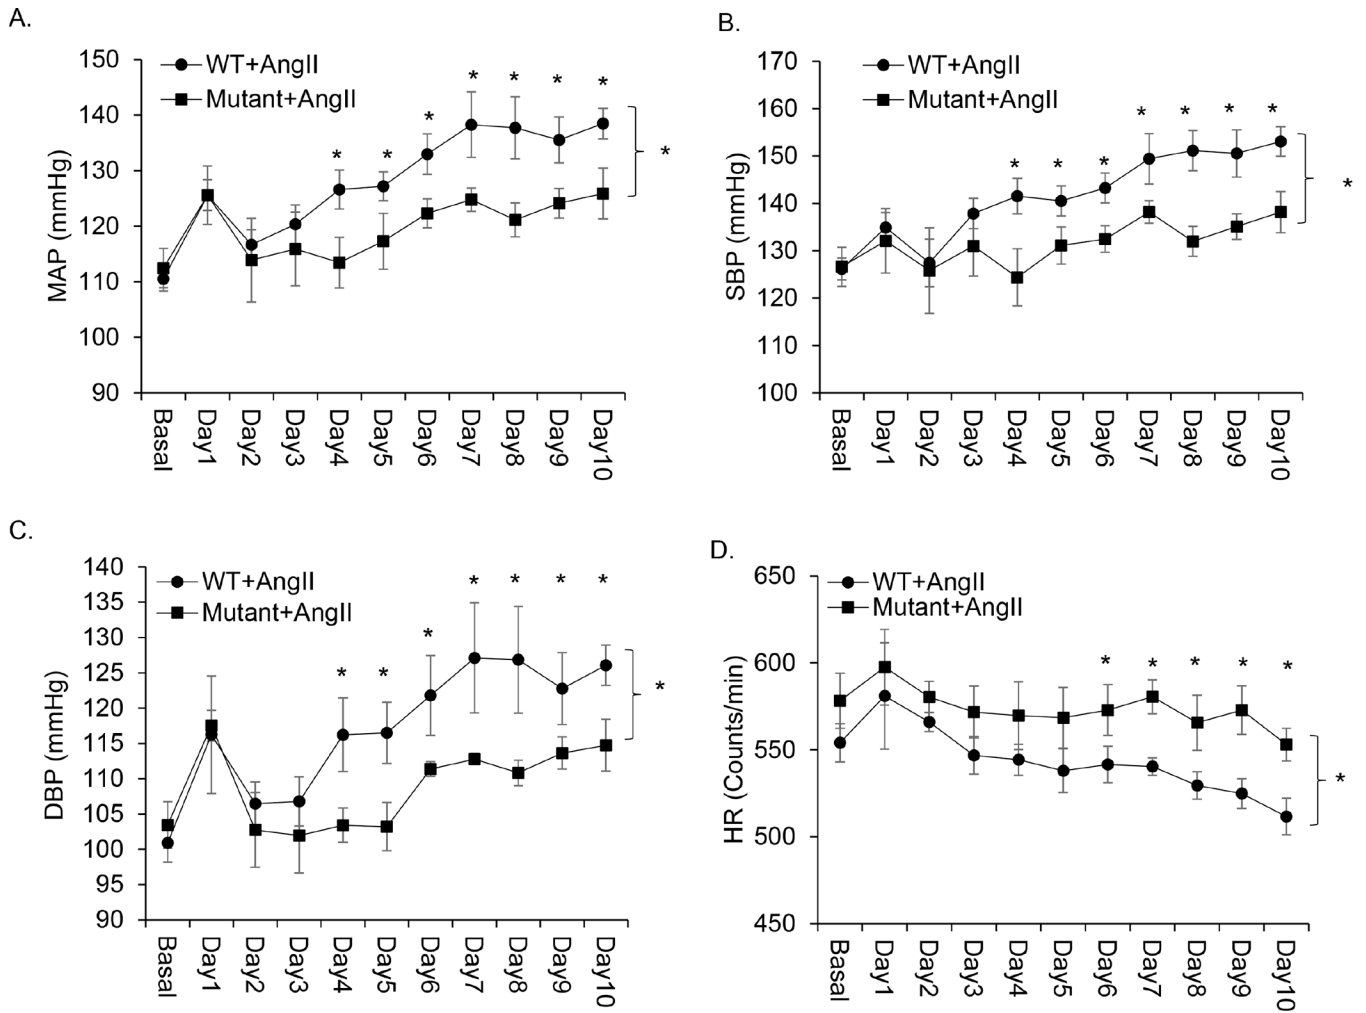 A.
MAP (mmHg)
150
140
130
120
110
100
90
WT+AngII
Mutant+AngII
* * * * * * *
*
Basal
Day1
Day2
Day3
Day4
Day5
Day6
Day7
Day8
Day9
Day10
B.
SBP (mmHg)
170
160
150
140
130
120
110
100
WT+AngII
Mutant+AngII
* * * * * * *
*
Basal
Day1
Day2
Day3
Day4
Day5
Day6
Day7
Day8
Day9
Day10
C.
DBP (mmHg)
140
135
130
125
120
115
110
105
100
95
90
WT+AngII
Mutant+AngII
* * * * * * *
*
Basal
Day1
Day2
Day3
Day4
Day5
Day6
Day7
Day8
Day9
Day10
D.
HR (Counts/min)
650
600
550
500
450
WT+AngII
Mutant+AngII
* * * * *
*
Basal
Day1
Day2
Day3
Day4
Day5
Day6
Day7
Day8
Day9
Day10